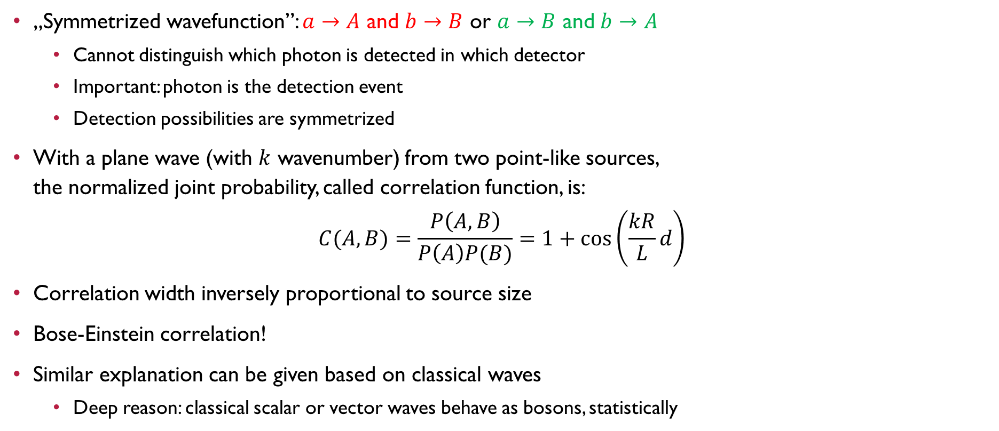 • „Symmetrized wavefunction”: a → A and b → B or a → B and b → A
• Cannot distinguish which photon is detected in which detector
• Important: photon is the detection event
• Detection possibilities are symmetrized
• With a plane wave (with k wavenumber) from two point-like sources,
the normalized joint probability, called correlation function, is:
C(A, B) = P(A, B) / P(A)P(B) = 1 + cos(kR/L d)
• Correlation width inversely proportional to source size
• Bose-Einstein correlation!
• Similar explanation can be given based on classical waves
• Deep reason: classical scalar or vector waves behave as bosons, statistically